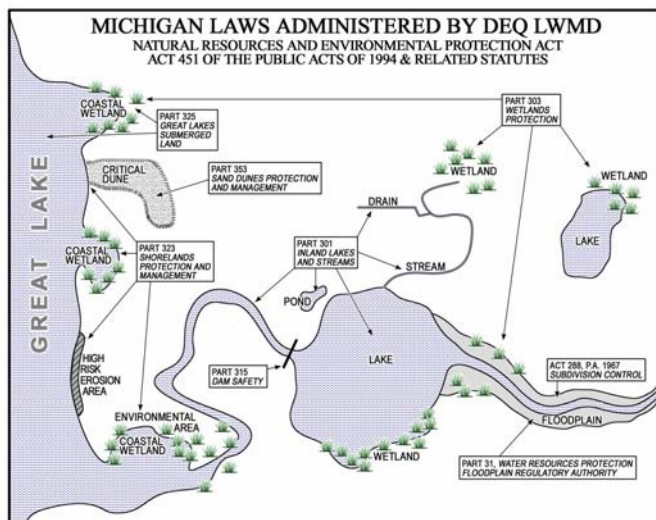 MICHIGAN LAWS ADMINISTERED BY DEQ LWMD
NATURAL RESOURCES AND ENVIRONMENTAL PROTECTION ACT
ACT 451 OF THE PUBLIC ACTS OF 1994 & RELATED STATUTES
COASTAL
WETLAND
PART 325
GREAT LAKES
SUBMERGED
LAND
PART 303
WETLANDS
PROTECTION
CRITICAL
DUNE
PART 353
SAND DUNES PROTECTION
AND MANAGEMENT
WETLAND
WETLAND
DRAIN
GREAT LAKE
COASTAL
WETLAND
PART 323
SHORELANDS
PROTECTION AND
MANAGEMENT
PART 301
INLAND LAKES
AND STREAMS
STREAM
LAKE
POND
HIGH
RISK
EROSION
AREA
PART 315
DAM SAFETY
LAKE
ACT 288, P.A. 1967
SUBDIVISION CONTROL
ENVIRONMENTAL
AREA
COASTAL
WETLAND
FLOODPLAIN
WETLAND
PART 31, WATER RESOURCES PROTECTION
FLOODPLAIN REGULATORY AUTHORITY